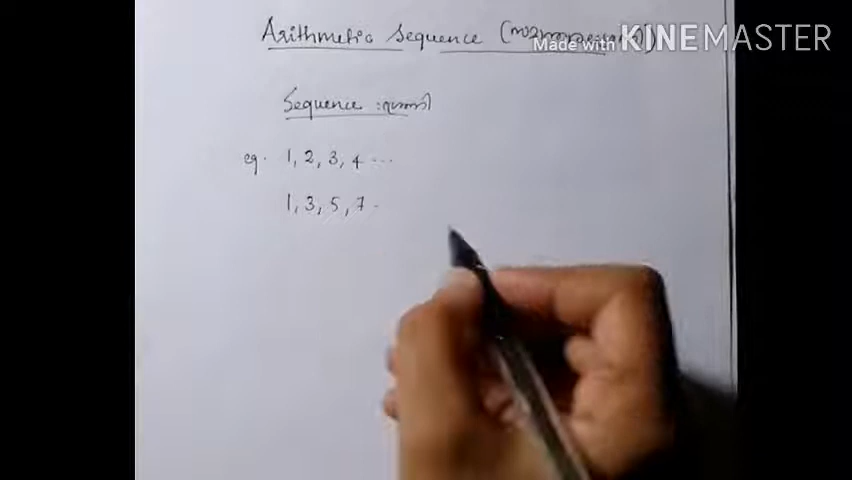 Arithmetic Sequence (
Made with KINEMASTER
Sequence : ശ്രേണി
eg. 1, 2, 3, 4 ...
1, 3, 5, 7 -